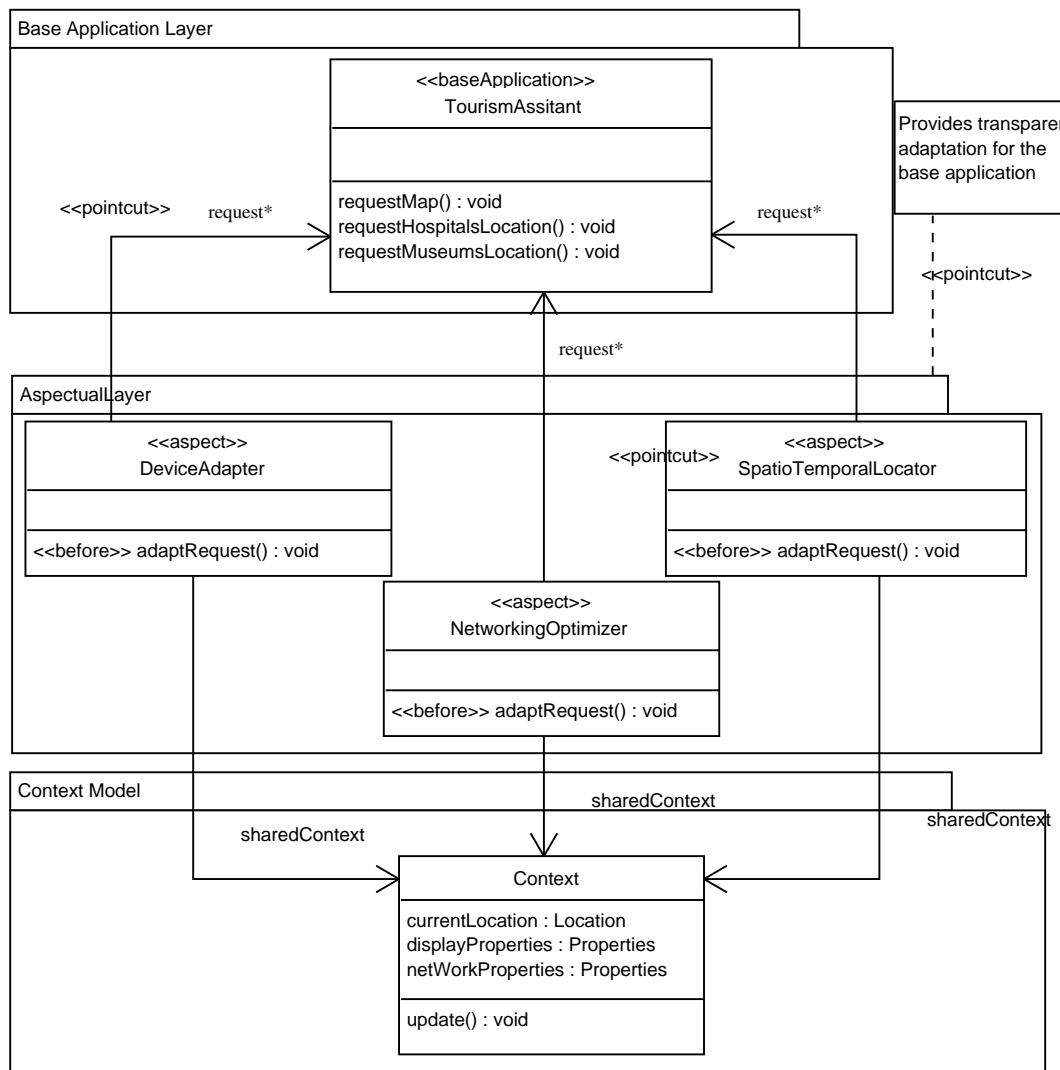 Base Application Layer
<<baseApplication>>
TourismAssitant
requestMap() : void
requestHospitalsLocation() : void
requestMuseumsLocation() : void
Provides transparen
adaptation for the
base application
<<pointcut>>
request*
request*
<<pointcut>>
request*
AspectualLayer
<<aspect>>
DeviceAdapter
<<before>> adaptRequest() : void
<<pointcut>>
<<aspect>>
SpatioTemporalLocator
<<before>> adaptRequest() : void
<<aspect>>
NetworkingOptimizer
<<before>> adaptRequest() : void
Context Model
sharedContext
sharedContext
sharedContext
Context
currentLocation : Location
displayProperties : Properties
netWorkProperties : Properties
update() : void